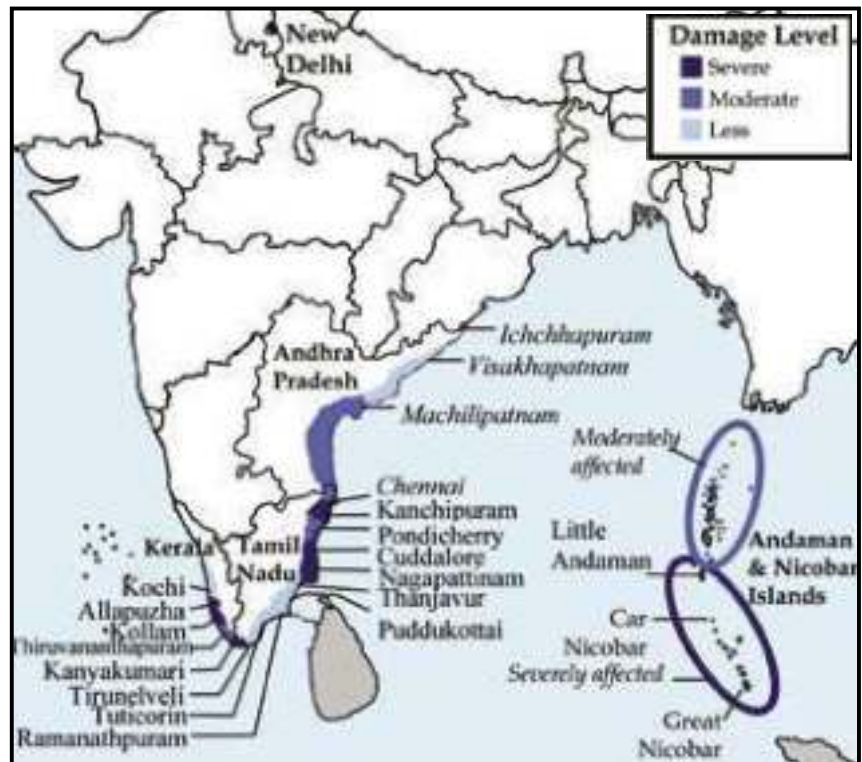 New
Delhi
Damage Level
Severe
Moderate
Less
Ichchhapuram
Visakhapatnam
Andhra
Pradesh
Machilipatnam
Moderately
affected
Chennai
Kanchipuram
Pondicherry
Cuddalore
Nagapattinam
Thanjavur
Puddukottai
Little
Andaman
Andaman
& Nicobar
Islands
Kerala
Tamil
Nadu
Kochi
Allapuzha
Kollam
Thiruvananthapuram
Kanyakumari
Tirunelveli
Tuticorin
Ramanathpuram
Car
Nicobar
Severely affected
Great
Nicobar